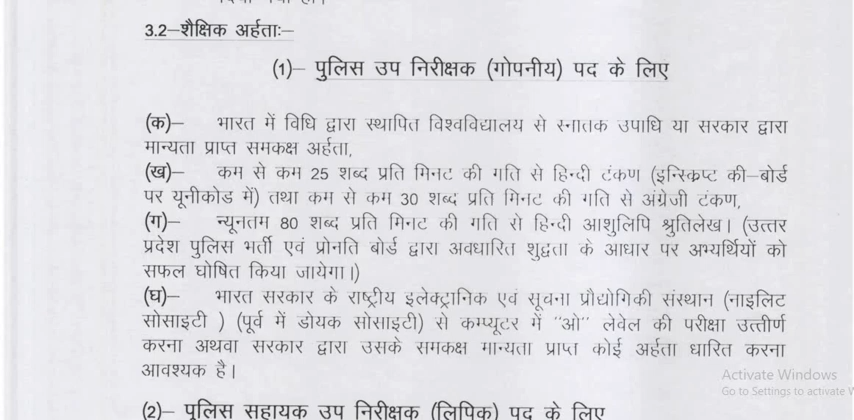 3.2–शैक्षिक अर्हताः–
(1)– पुलिस उप निरीक्षक (गोपनीय) पद के लिए
(क)– भारत में विधि द्वारा स्थापित विश्वविद्यालय से स्नातक उपाधि या सरकार द्वारा
मान्यता प्राप्त समकक्ष अर्हता,
(ख)– कम से कम 25 शब्द प्रति मिनट की गति से हिन्दी टंकण (इन्स्क्रिप्ट की–बोर्ड
पर यूनीकोड में) तथा कम से कम 30 शब्द प्रति मिनट की गति से अंग्रेजी टंकण,
(ग)– न्यूनतम 80 शब्द प्रति मिनट की गति से हिन्दी आशुलिपि श्रुतिलेख। (उत्तर
प्रदेश पुलिस भर्ती एवं प्रोनति बोर्ड द्वारा अवधारित शुद्वता के आधार पर अभ्यर्थियों को
सफल घोषित किया जायेगा।)
(घ)– भारत सरकार के राष्ट्रीय इलेक्ट्रानिक एवं सूचना प्रौद्योगिकी संस्थान (नाइलिट
सोसाइटी ) (पूर्व में डोयक सोसाइटी) से कम्प्यूटर में "ओ" लेवेल की परीक्षा उत्तीर्ण
करना अथवा सरकार द्वारा उसके समकक्ष मान्यता प्राप्त कोई अर्हता धारित करना
आवश्यक है।
Activate Windows
Go to Settings to activate W
(2)– पुलिस सहायक उप निरीक्षक (लिपिक) पद के लिए